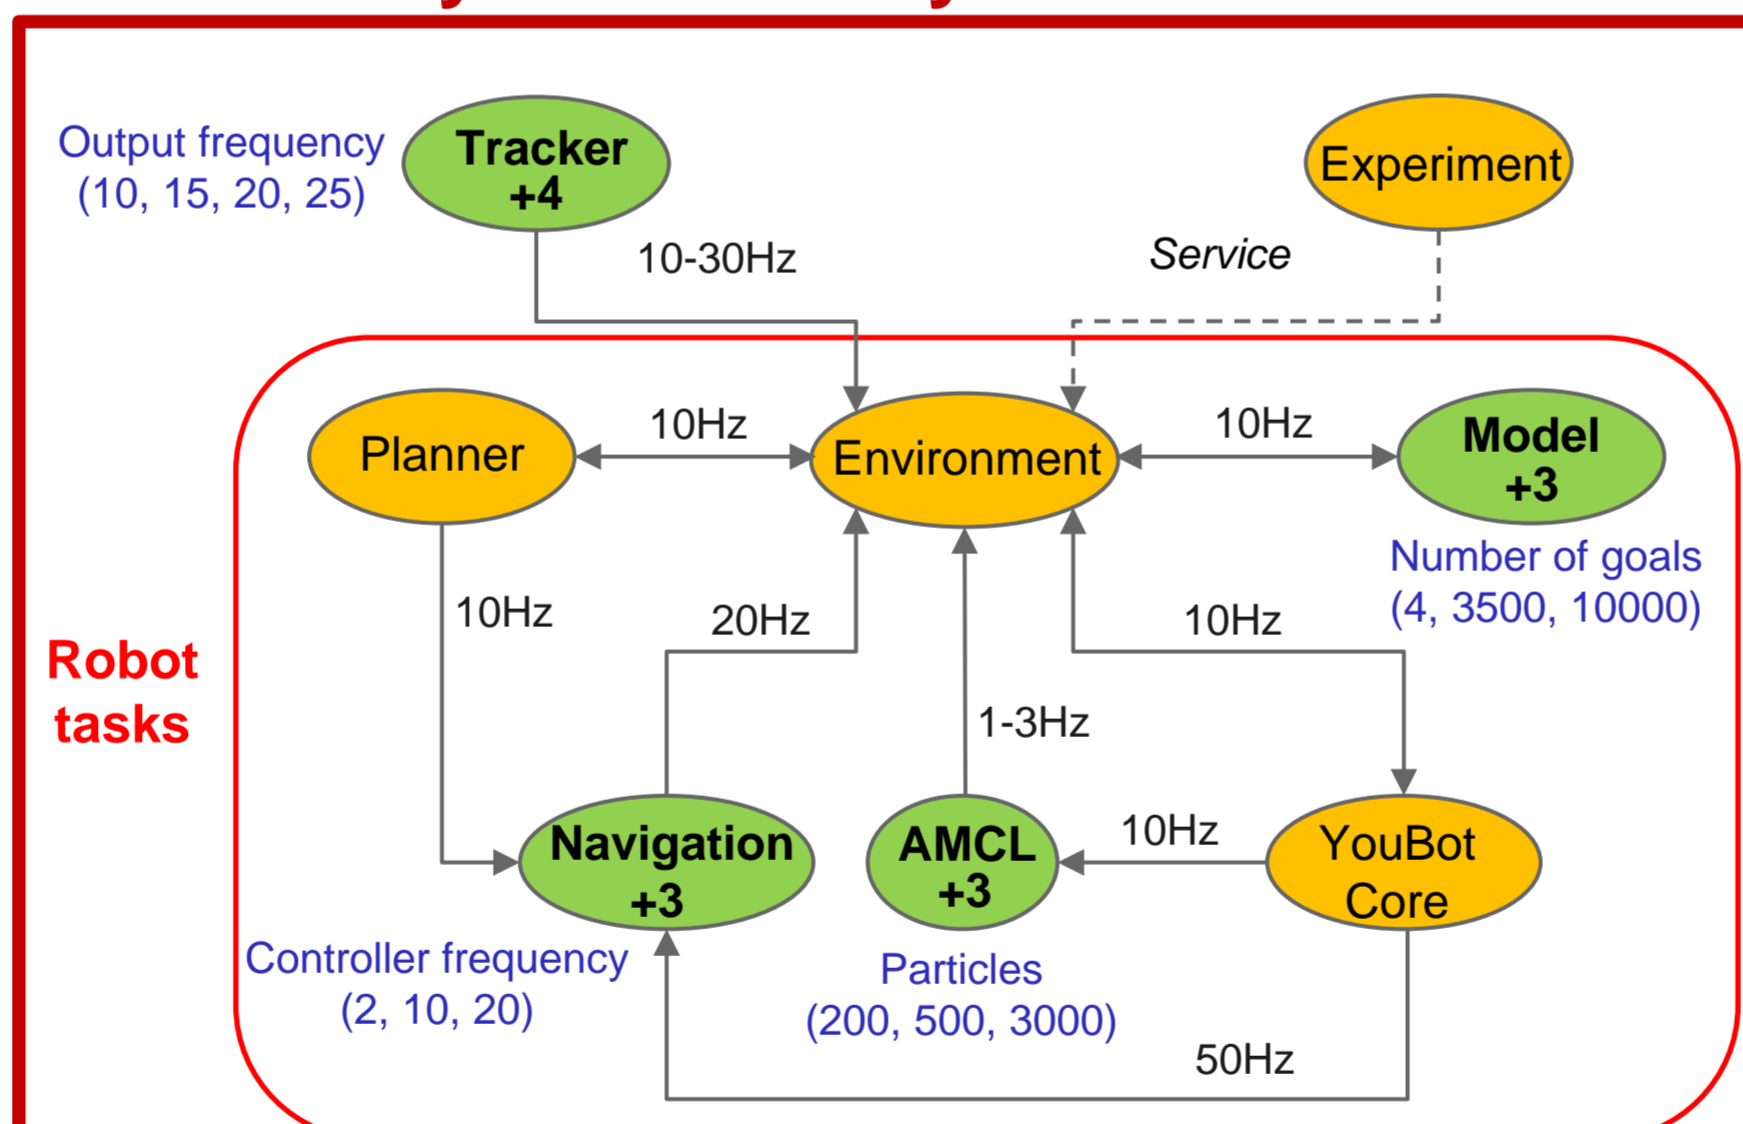 Output frequency
(10, 15, 20, 25)
Tracker
+4
Experiment
10-30Hz
Service
Planner
10Hz
Environment
10Hz
Model
+3
Number of goals
(4, 3500, 10000)
10Hz
20Hz
10Hz
Robot
tasks
1-3Hz
Navigation
+3
AMCL
+3
10Hz
YouBot
Core
Controller frequency
(2, 10, 20)
Particles
(200, 500, 3000)
50Hz